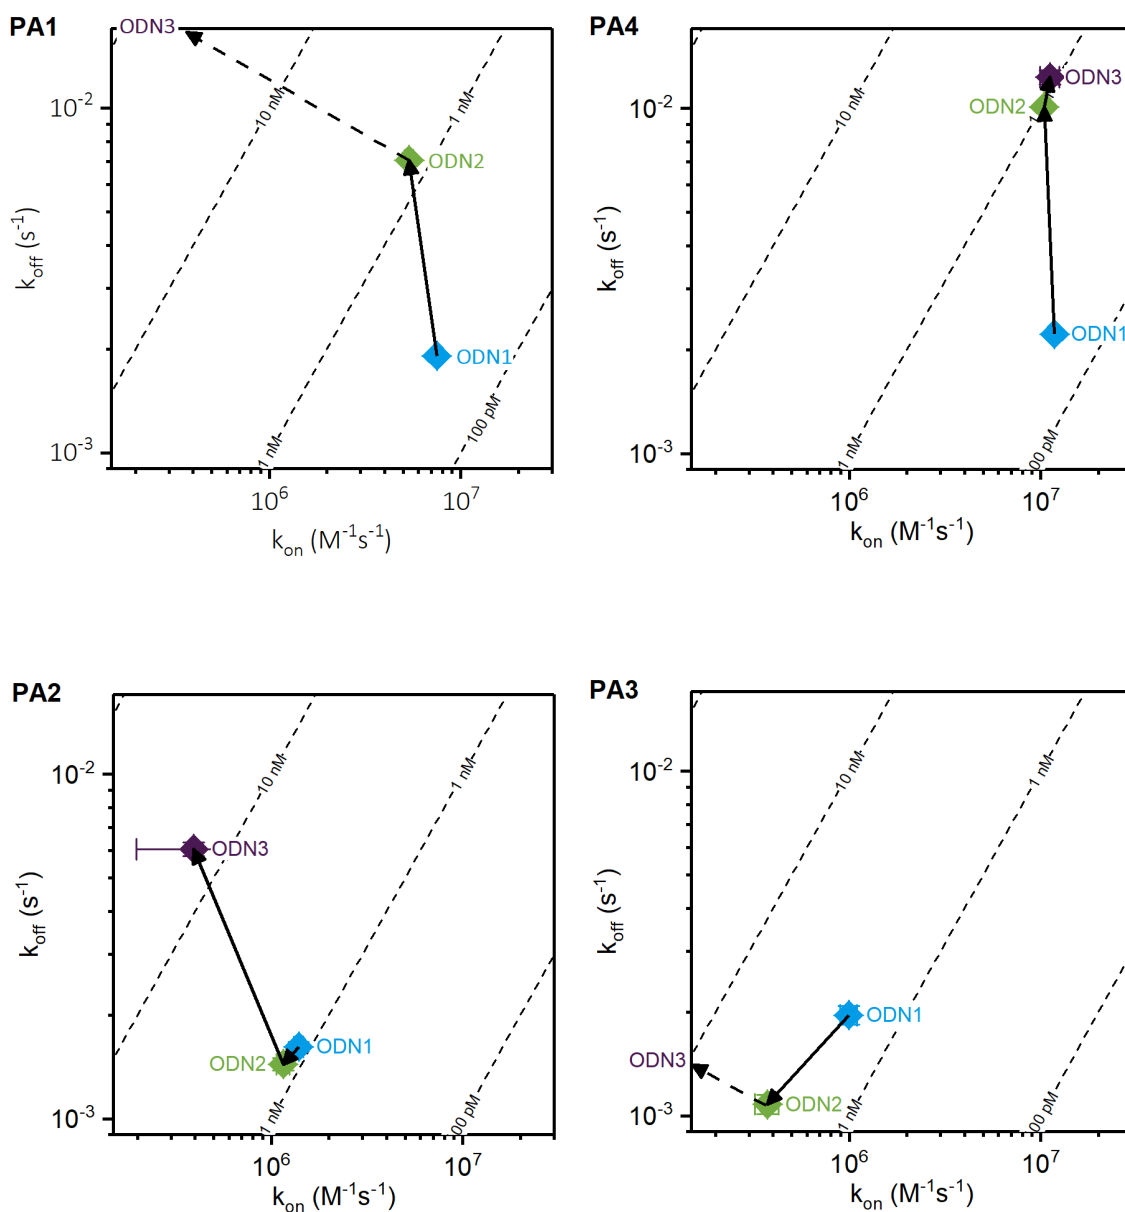 PA1
ODN3
10 nM
1 nM
10⁻²
ODN2
k_off (s⁻¹)
ODN1
100 pM
10⁻³
1 nM
10⁶
10⁷
k_on (M⁻¹s⁻¹)
PA4
10 nM
ODN3
10⁻²
ODN2
1
k_off (s⁻¹)
ODN1
10⁻³
1 nM
00 pM
10⁶
10⁷
k_on (M⁻¹s⁻¹)
PA2
10⁻²
10 nM
1 nM
ODN3
k_off (s⁻¹)
ODN2
ODN1
10⁻³
1 nM
00 pM
10⁶
10⁷
k_on (M⁻¹s⁻¹)
PA3
10⁻²
10 nM
1 nM
k_off (s⁻¹)
ODN1
ODN3
ODN2
10⁻³
1 nM
00 pM
10⁶
10⁷
k_on (M⁻¹s⁻¹)